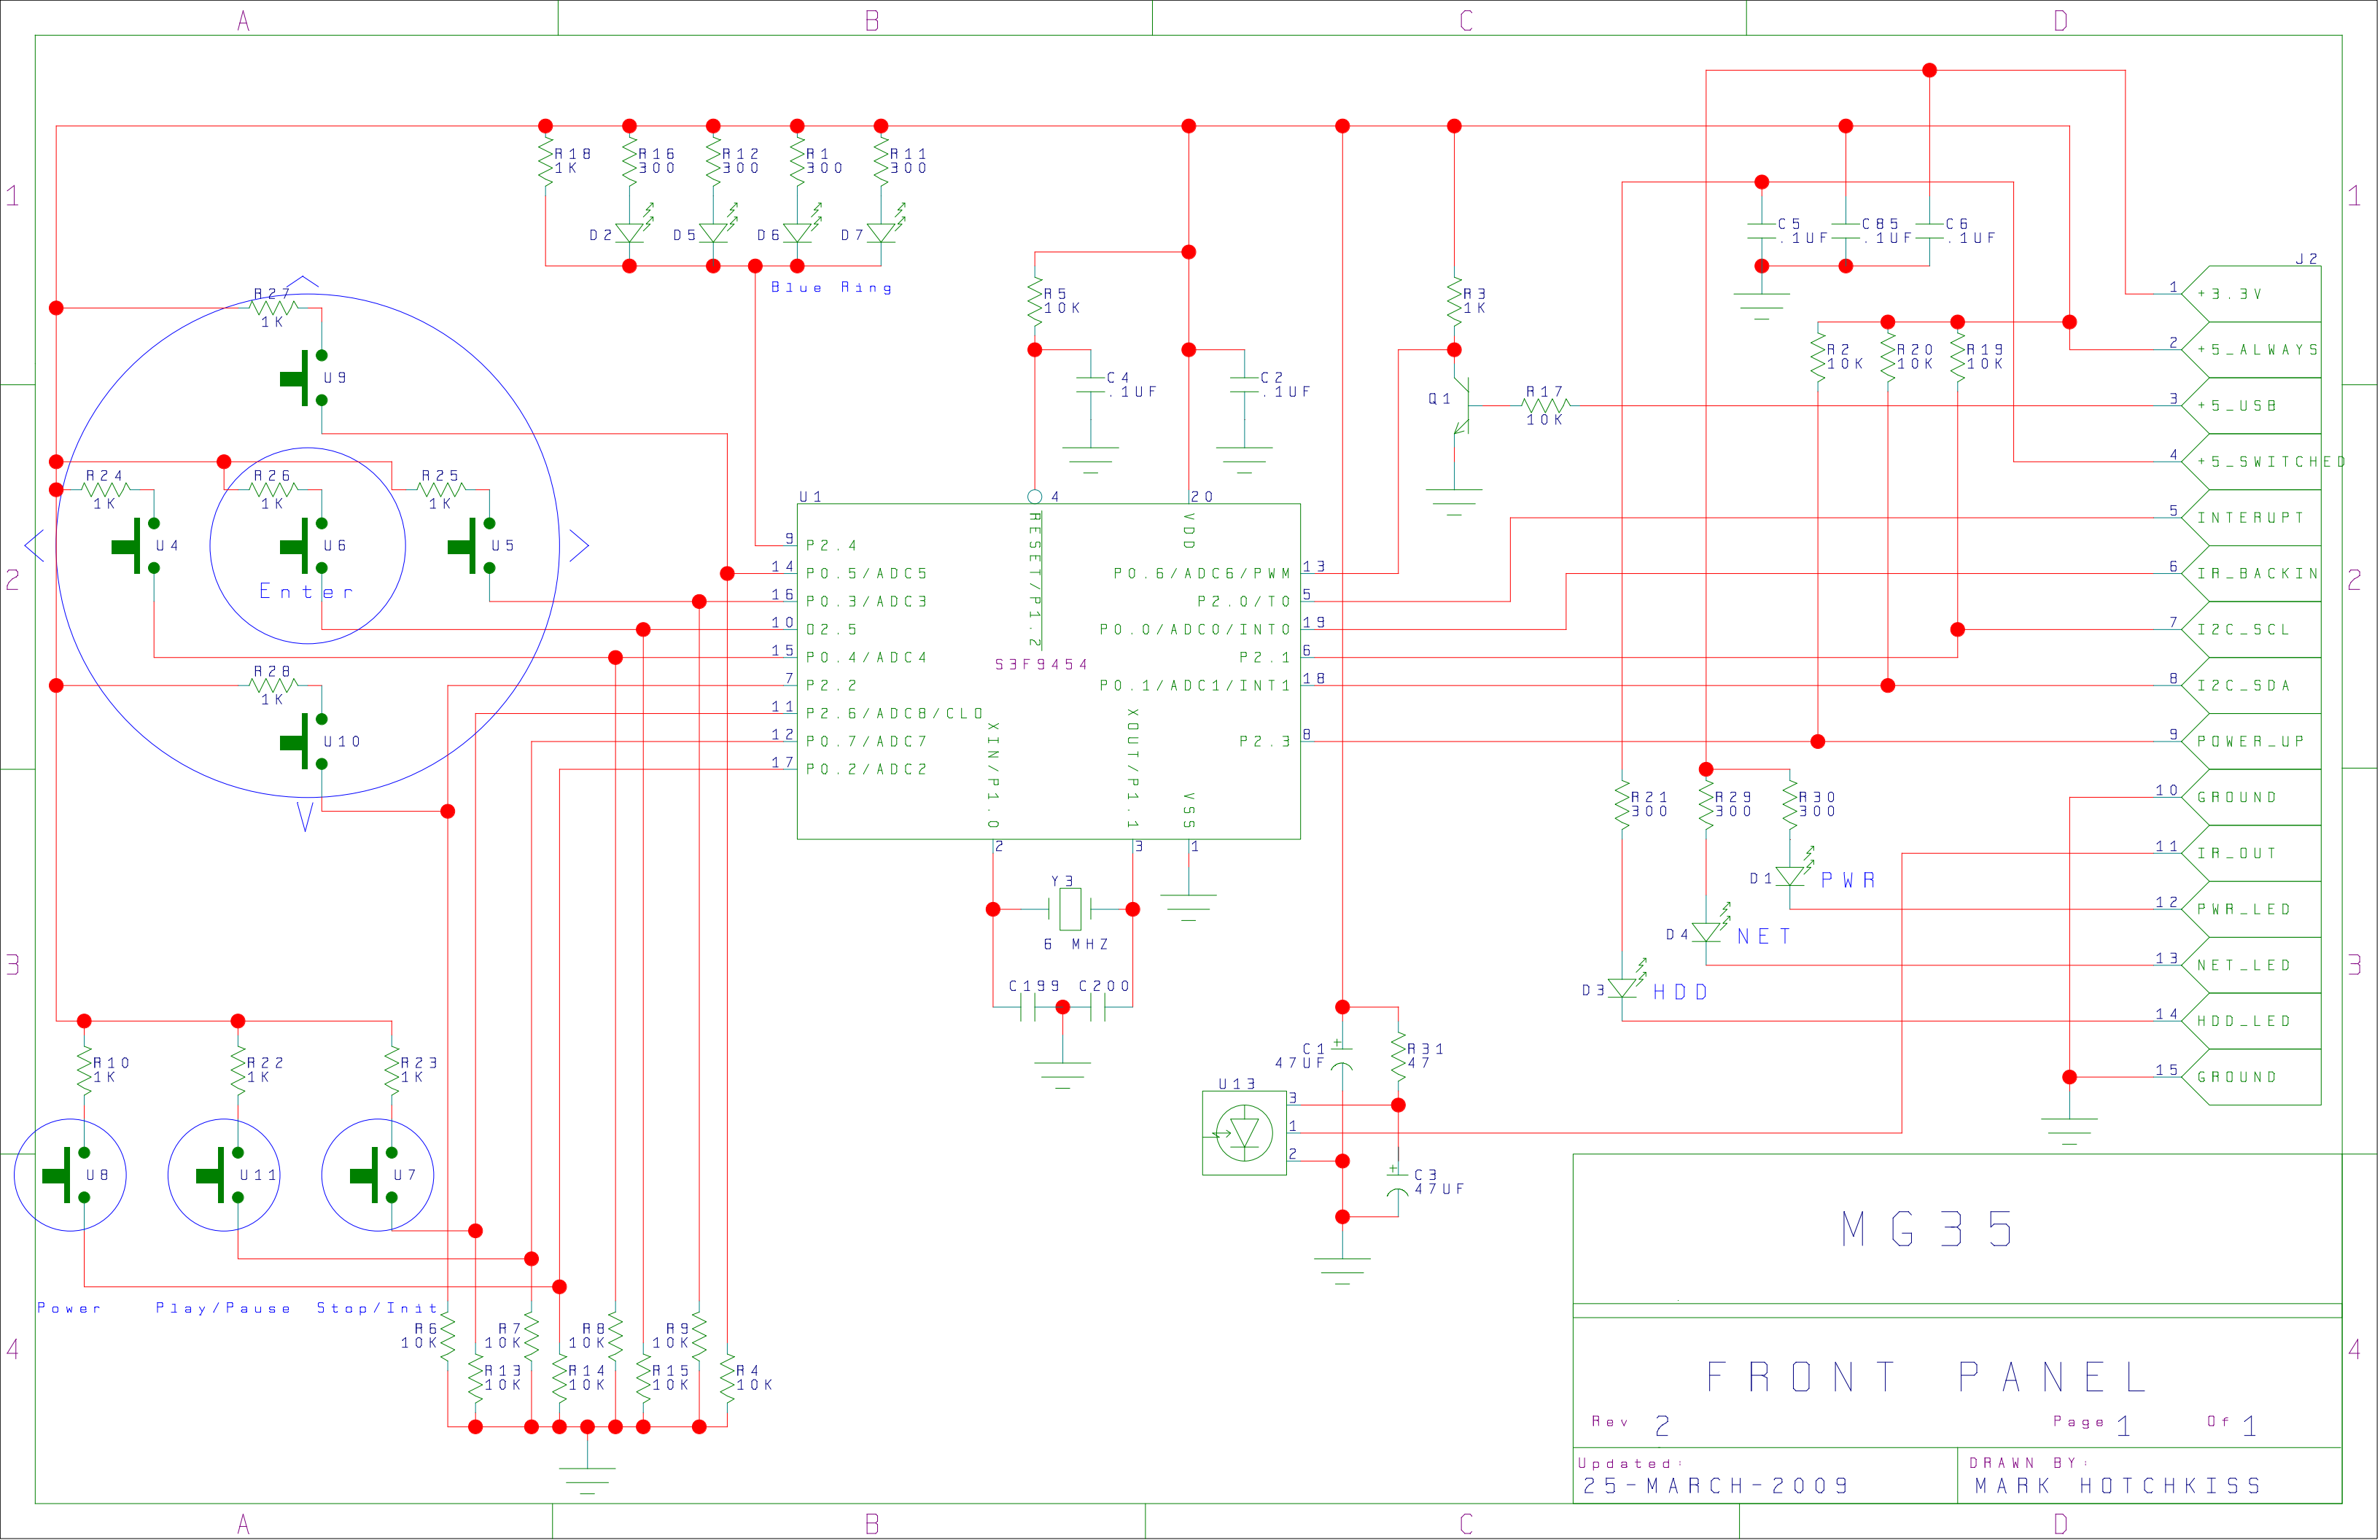 A B C D
1 1
R18
1K
R16
300
R12
300
R1
300
R11
300
D2 D5 D6 D7
Blue Ring
C5
.1UF
C85
.1UF
C6
.1UF
J2
R27
1K
U9
R5
10K
C4
.1UF
C2
.1UF
R3
1K
Q1
R17
10K
R2
10K
R20
10K
R19
10K
1 +3.3V
2 +5_ALWAYS
3 +5_USB
4 +5_SWITCHED
5 INTERUPT
6 IR_BACKIN
7 I2C_SCL
8 I2C_SDA
9 POWER_UP
10 GROUND
11 IR_OUT
12 PWR_LED
13 NET_LED
14 HDD_LED
15 GROUND
2 2
R24
1K
R26
1K
R25
1K
U4 U6 U5
Enter
R28
1K
U10
U1
4 20
RESET/P1.2
VDD
9 P2.4
14 P0.5/ADC5
16 P0.3/ADC3
10 O2.5
15 P0.4/ADC4
7 P2.2
11 P2.6/ADC8/CLO
12 P0.7/ADC7
17 P0.2/ADC2
P0.6/ADC6/PWM 13
P2.0/TO 5
P0.0/ADC0/INT0 19
P2.1 6
P0.1/ADC1/INT1 18
P2.3 8
S3F9454
XIN/P1.0
XOUT/P1.1
VSS
2 3 1
Y3
6 MHZ
C199 C200
R21
300
R29
300
R30
300
D1 PWR
D4 NET
D3 HDD
3 3
R10
1K
R22
1K
R23
1K
U8 U11 U7
Power Play/Pause Stop/Init
C1
47UF
R31
47
U13
3
1
2
C3
47UF
4 4
R6
10K
R7
10K
R8
10K
R9
10K
R13
10K
R14
10K
R15
10K
R4
10K
MG35
FRONT PANEL
Rev 2 Page 1 Of 1
Updated:
25-MARCH-2009
DRAWN BY:
MARK HOTCHKISS
A B C D